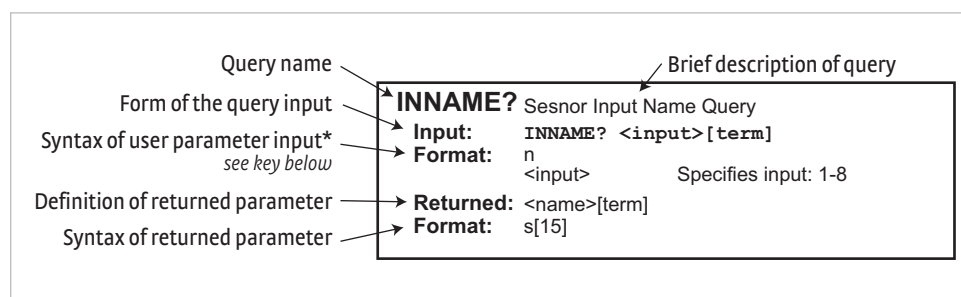 Query name
Brief description of query
INNAME? Sesnor Input Name Query
Form of the query input
Input: INNAME? <input>[term]
Syntax of user parameter input*
Format: n
see key below
<input> Specifies input: 1-8
Definition of returned parameter
Returned: <name>[term]
Syntax of returned parameter
Format: s[15]